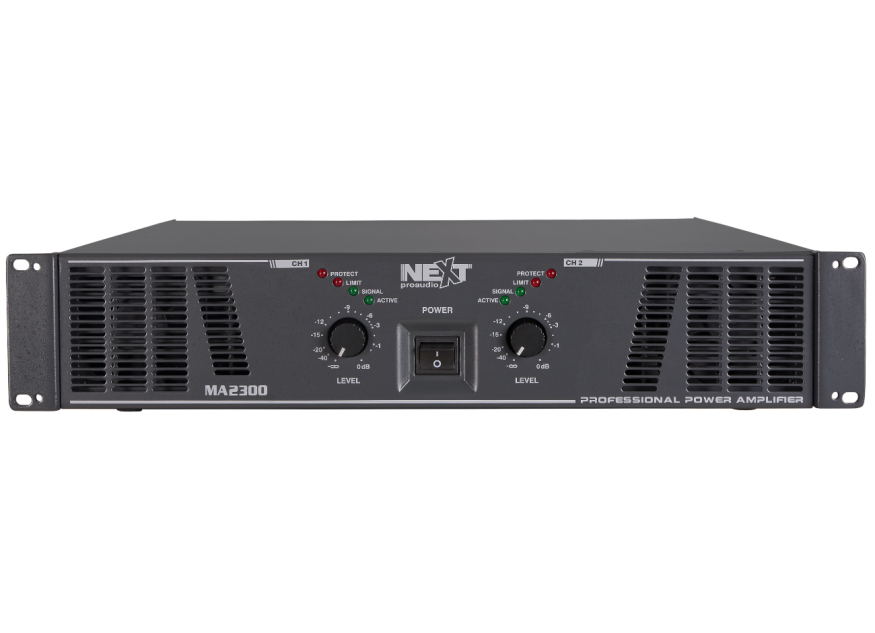 CH 1
CH 2
NEXT
proaudio
PROTECT
LIMIT
SIGNAL
ACTIVE
PROTECT
LIMIT
SIGNAL
ACTIVE
POWER
-9
-12 -6
-15 -3
-20 -1
-40
-∞ 0 dB
LEVEL
I
O
-9
-12 -6
-15 -3
-20 -1
-40
-∞ 0 dB
LEVEL
MA2300
PROFESSIONAL POWER AMPLIFIER